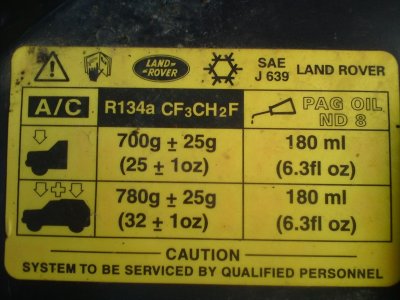 LAND-
ROVER
SAE
J 639
LAND ROVER
A/C
R134a CF₃CH₂F
PAG OIL
ND 8
700g ± 25g
(25 ± 1oz)
180 ml
(6.3fl oz)
780g ± 25g
(32 ± 1oz)
180 ml
(6.3fl oz)
CAUTION
SYSTEM TO BE SERVICED BY QUALIFIED PERSONNEL